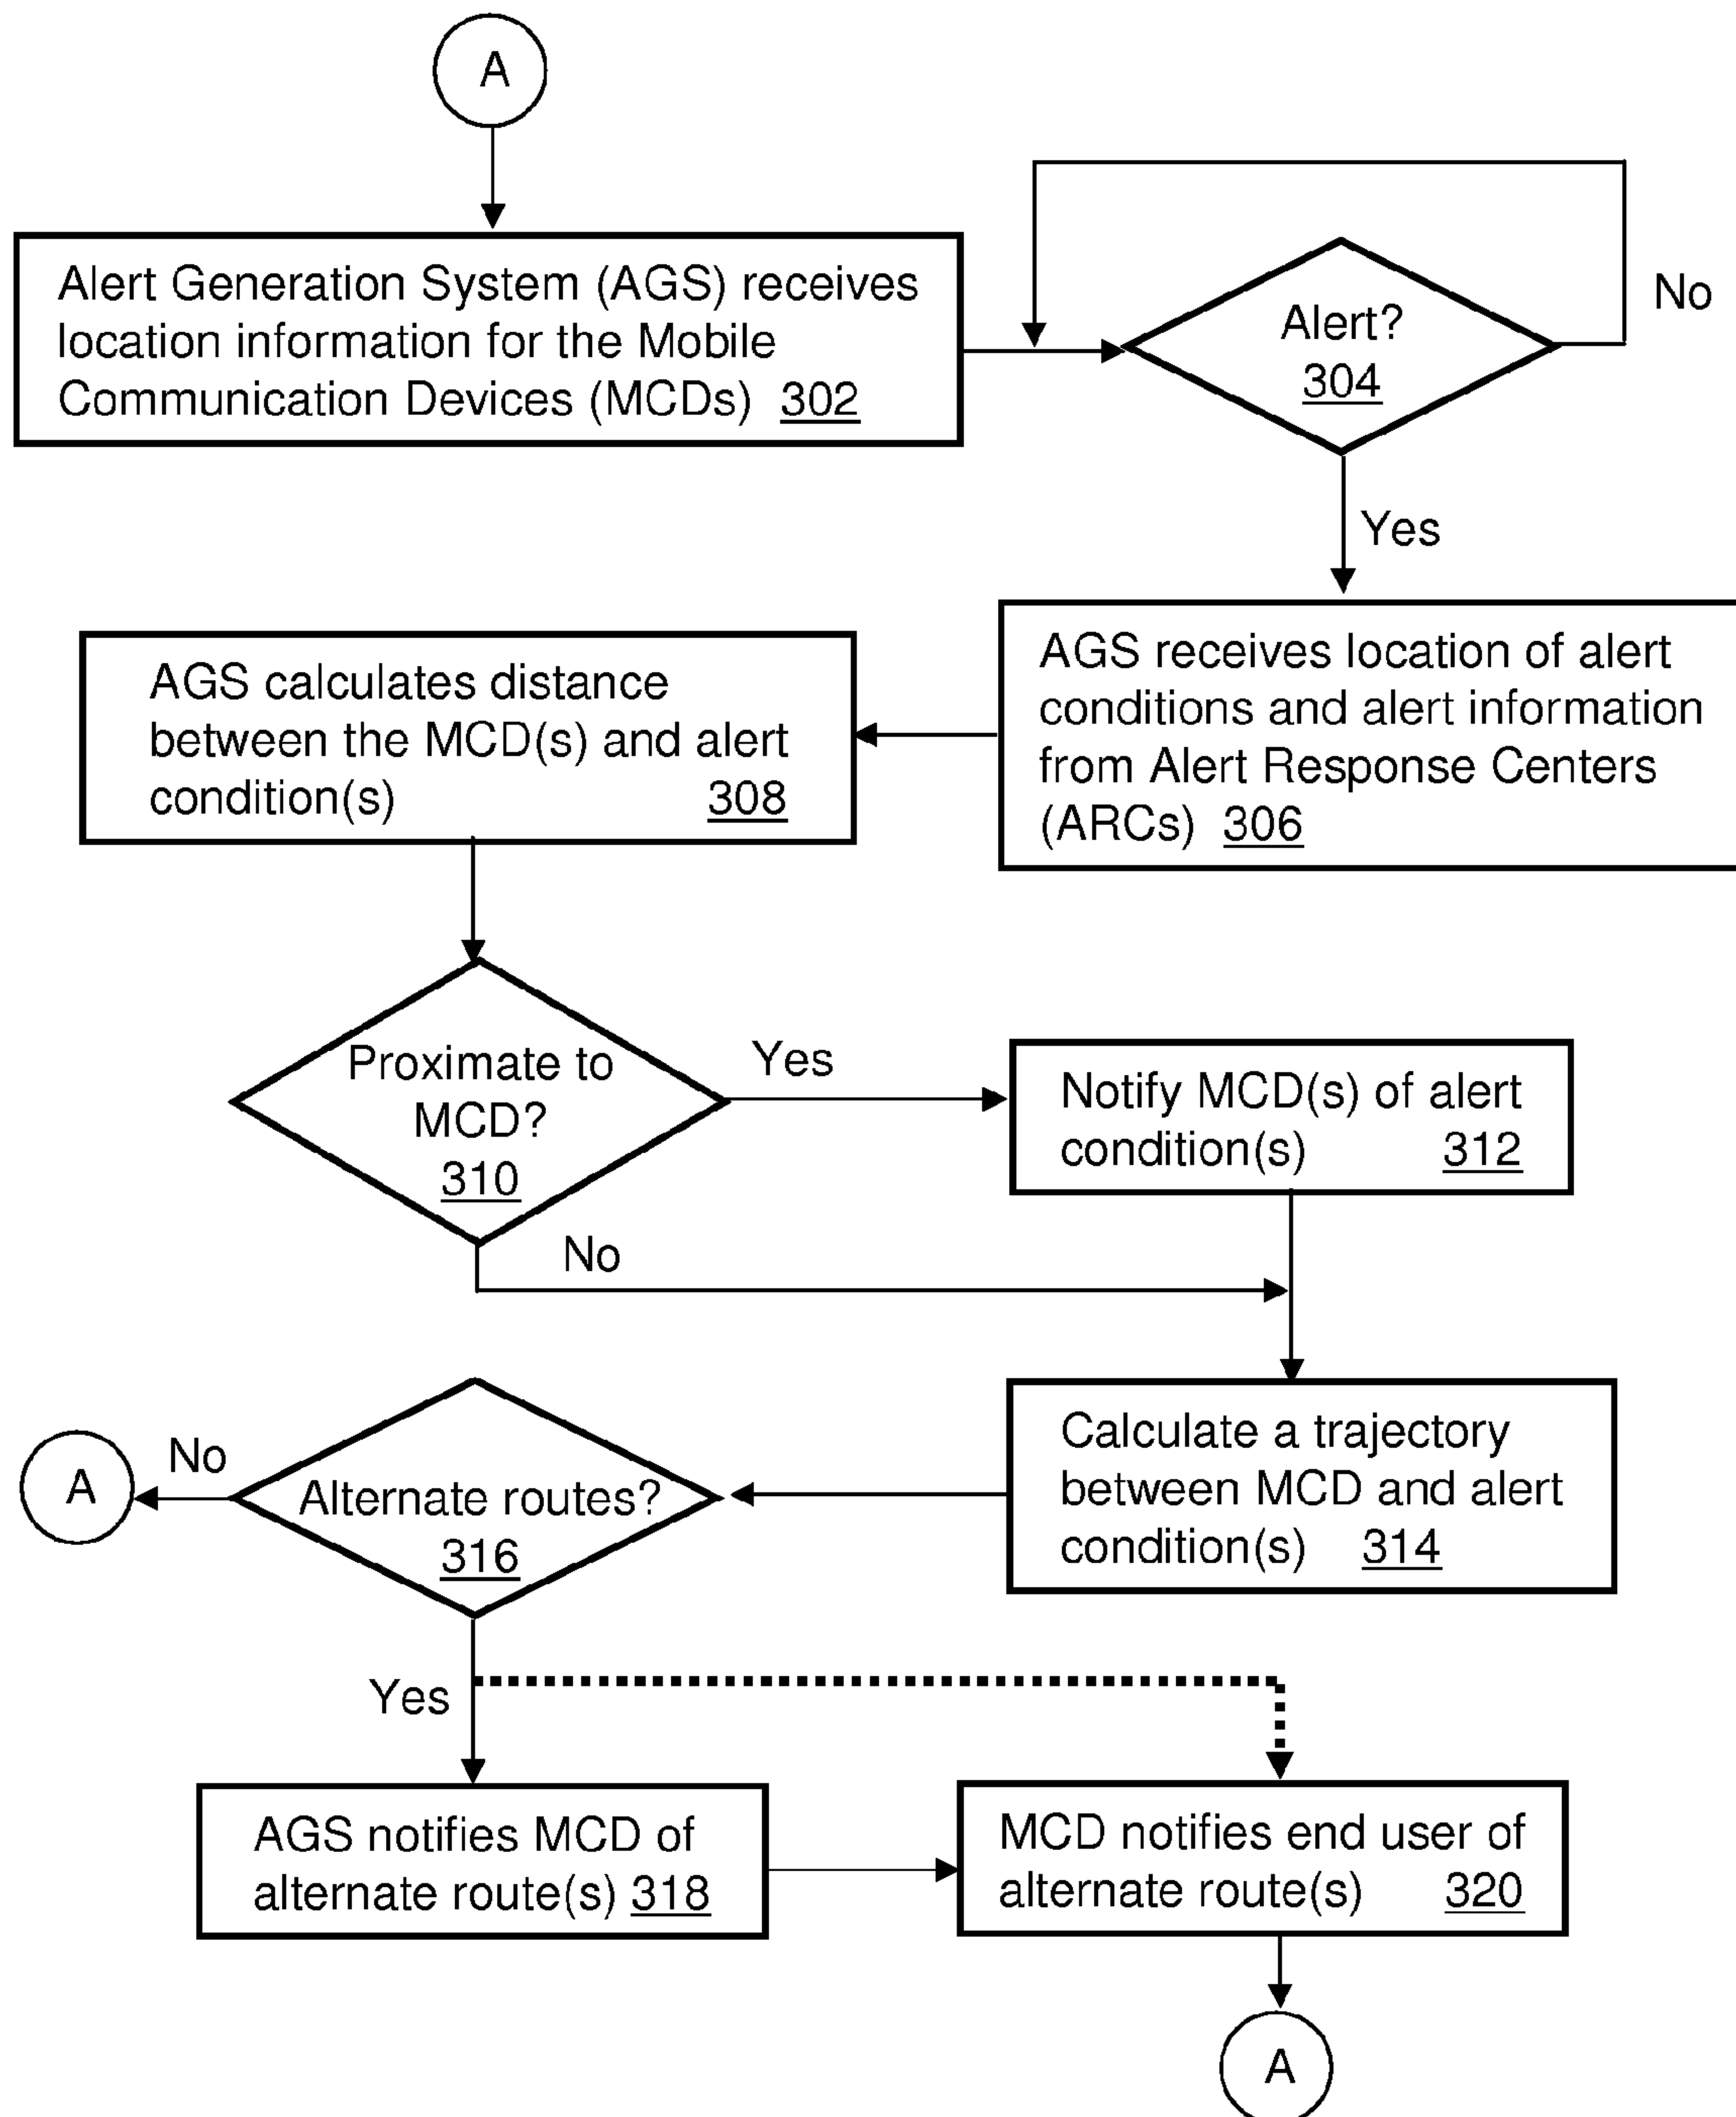 A
Alert Generation System (AGS) receives
location information for the Mobile
Communication Devices (MCDs) 302
Alert?
304
No
Yes
AGS receives location of alert
conditions and alert information
from Alert Response Centers
(ARCs) 306
AGS calculates distance
between the MCD(s) and alert
condition(s) 308
Proximate to
MCD?
310
Yes
No
Notify MCD(s) of alert
condition(s) 312
Calculate a trajectory
between MCD and alert
condition(s) 314
Alternate routes?
316
No
A
Yes
AGS notifies MCD of
alternate route(s) 318
MCD notifies end user of
alternate route(s) 320
A